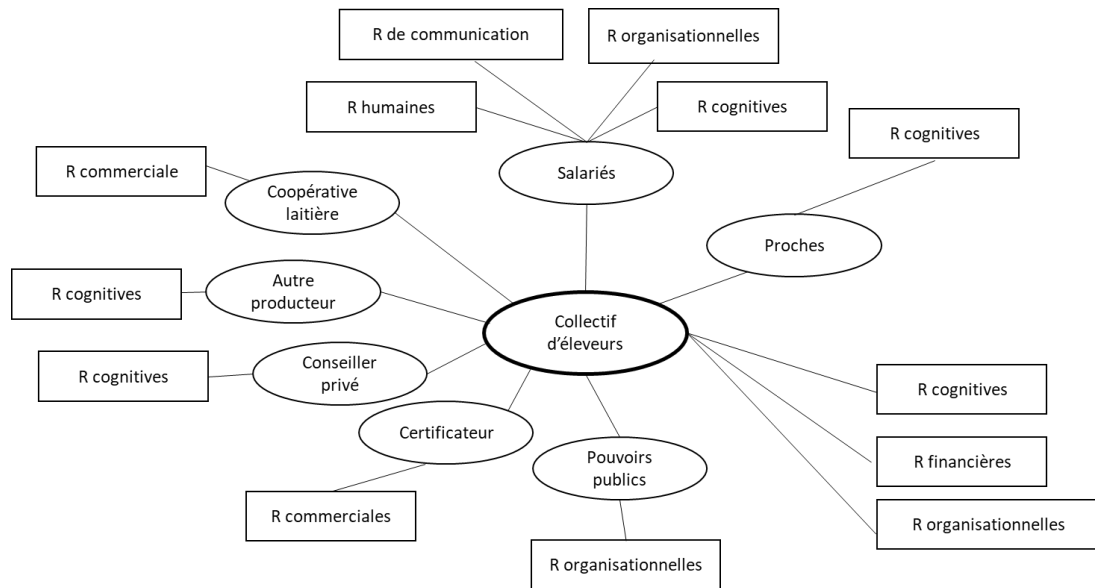 R de communication
R organisationnelles
R humaines
R cognitives
R cognitives
R commerciale
Coopérative
laitière
Salariés
Proches
R cognitives
Autre
producteur
Collectif
d'éleveurs
R cognitives
Conseiller
privé
R cognitives
Certificateur
Pouvoirs
publics
R financières
R commerciales
R organisationnelles
R organisationnelles